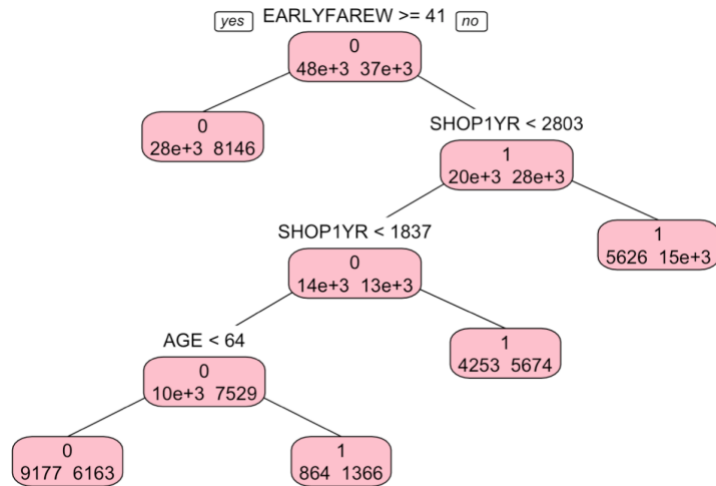 yes EARLYFAREW >= 41 no
0
48e+3 37e+3
0
28e+3 8146
SHOP1YR < 2803
1
20e+3 28e+3
SHOP1YR < 1837
0
14e+3 13e+3
1
5626 15e+3
AGE < 64
0
10e+3 7529
1
4253 5674
0
9177 6163
1
864 1366